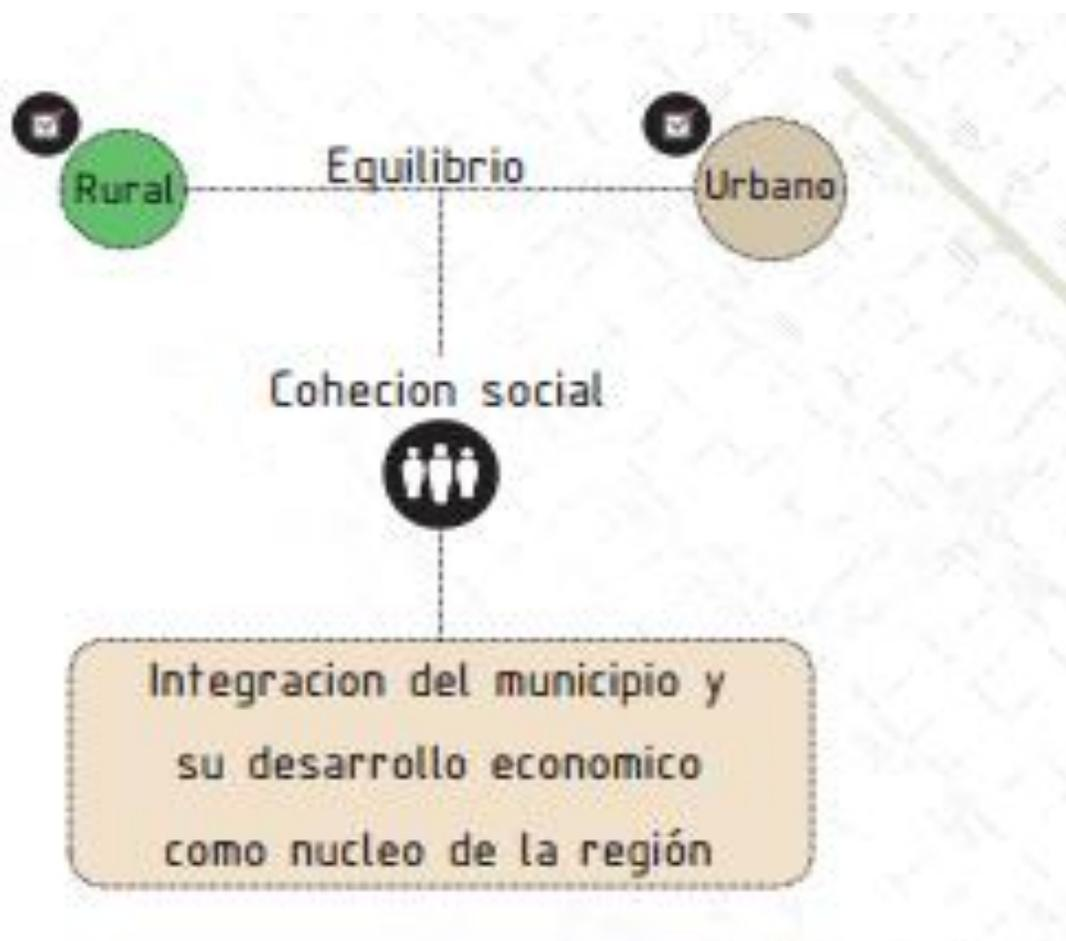 Rural
Equilibrio
Urbano
Cohecion social
Integracion del municipio y
su desarrollo economico
como nucleo de la región